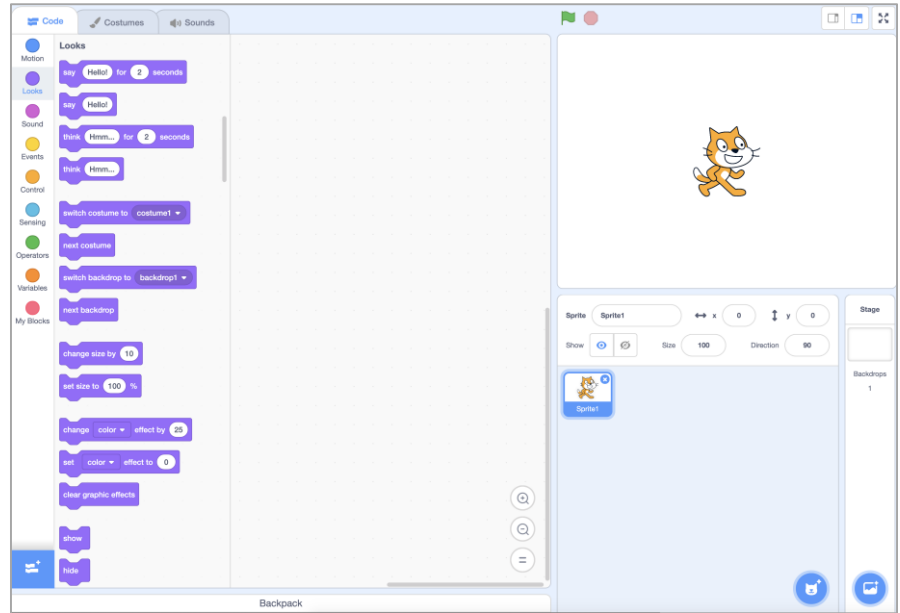 Code
Costumes
Sounds
Motion
Looks
Sound
Events
Control
Sensing
Operators
Variables
My Blocks
Looks
say Hello! for 2 seconds
say Hello!
think Hmm... for 2 seconds
think Hmm...
switch costume to costume1
next costume
switch backdrop to backdrop1
next backdrop
change size by 10
set size to 100 %
change color effect by 25
set color effect to 0
clear graphic effects
show
hide
Backpack
Sprite Sprite1 x 0 y 0
Show Size 100 Direction 90
Sprite1
Stage
Backdrops
1